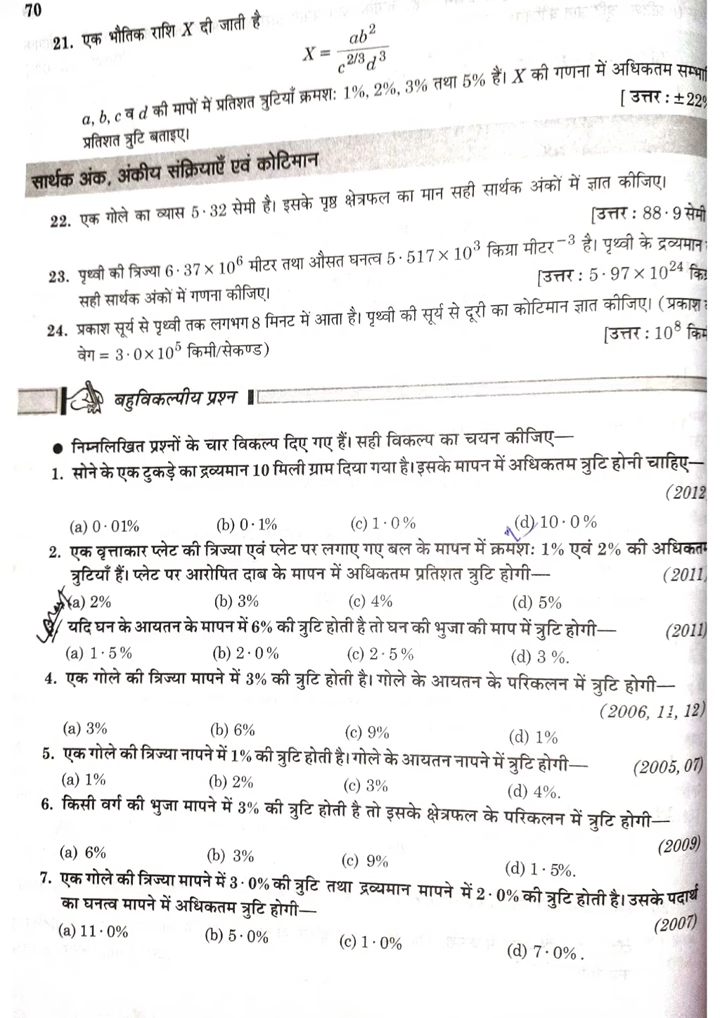 70
21. एक भौतिक राशि X दी जाती है
X = ab²/c^{2/3}d³
a, b, c व d की मापों में प्रतिशत त्रुटियाँ क्रमशः 1%, 2%, 3% तथा 5% हैं। X की गणना में अधिकतम
प्रतिशत त्रुटि बताइए। [ उत्तर : ±22%
सार्थक अंक, अंकीय संक्रियाएँ एवं कोटिमान
22. एक गोले का व्यास 5·32 सेमी है। इसके पृष्ठ क्षेत्रफल का मान सही सार्थक अंकों में ज्ञात कीजिए।
[उत्तर : 88·9 सेमी
23. पृथ्वी की त्रिज्या 6·37 × 10⁶ मीटर तथा औसत घनत्व 5·517 × 10³ किग्रा मीटर⁻³ है। पृथ्वी के द्रव्यमान
सही सार्थक अंकों में गणना कीजिए। [उत्तर : 5·97 × 10²⁴
24. प्रकाश सूर्य से पृथ्वी तक लगभग 8 मिनट में आता है। पृथ्वी की सूर्य से दूरी का कोटिमान ज्ञात कीजिए। (प्रकाश
वेग = 3·0×10⁵ किमी/सेकण्ड) [उत्तर : 10⁸
बहुविकल्पीय प्रश्न
● निम्नलिखित प्रश्नों के चार विकल्प दिए गए हैं। सही विकल्प का चयन कीजिए—
1. सोने के एक टुकड़े का द्रव्यमान 10 मिली ग्राम दिया गया है। इसके मापन में अधिकतम त्रुटि होनी चाहिए—
(2012
(a) 0·01% (b) 0·1% (c) 1·0% (d) 10·0%
2. एक वृत्ताकार प्लेट की त्रिज्या एवं प्लेट पर लगाए गए बल के मापन में क्रमशः 1% एवं 2% की अधिकतम
त्रुटियाँ हैं। प्लेट पर आरोपित दाब के मापन में अधिकतम प्रतिशत त्रुटि होगी— (2011)
(a) 2% (b) 3% (c) 4% (d) 5%
यदि घन के आयतन के मापन में 6% की त्रुटि होती है तो घन की भुजा की माप में त्रुटि होगी— (2011)
(a) 1·5% (b) 2·0% (c) 2·5% (d) 3%.
4. एक गोले की त्रिज्या मापने में 3% की त्रुटि होती है। गोले के आयतन के परिकलन में त्रुटि होगी—
(2006, 11, 12)
(a) 3% (b) 6% (c) 9% (d) 1%
5. एक गोले की त्रिज्या नापने में 1% की त्रुटि होती है। गोले के आयतन नापने में त्रुटि होगी— (2005, 07)
(a) 1% (b) 2% (c) 3% (d) 4%.
6. किसी वर्ग की भुजा मापने में 3% की त्रुटि होती है तो इसके क्षेत्रफल के परिकलन में त्रुटि होगी—
(2009)
(a) 6% (b) 3% (c) 9% (d) 1·5%.
7. एक गोले की त्रिज्या मापने में 3·0% की त्रुटि तथा द्रव्यमान मापने में 2·0% की त्रुटि होती है। उसके पदार्थ
का घनत्व मापने में अधिकतम त्रुटि होगी— (2007)
(a) 11·0% (b) 5·0% (c) 1·0% (d) 7·0%.